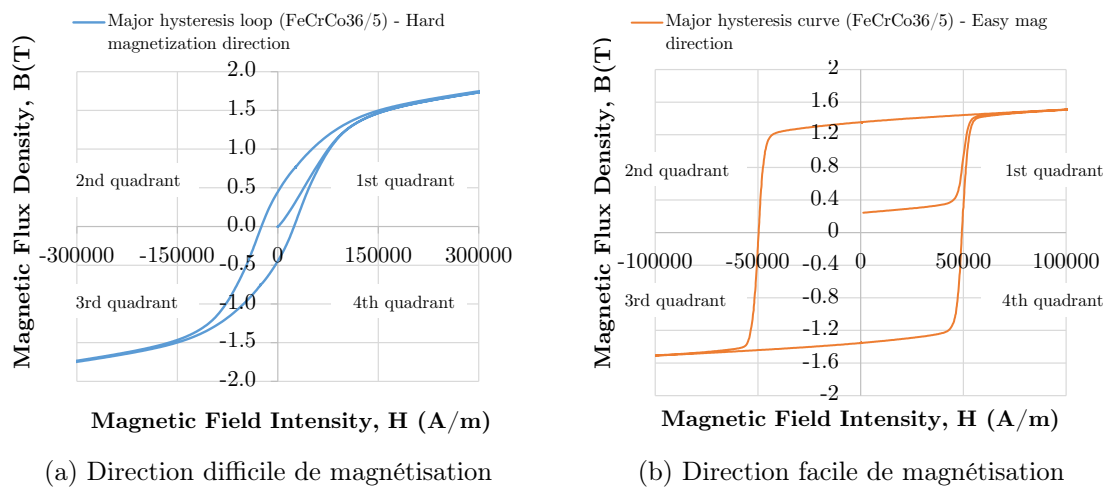 Major hysteresis loop (FeCrCo36/5) - Hard
magnetization direction
Magnetic Flux Density, B(T)
2.0
1.5
1.0
0.5
0.0
-0.5
-1.0
-1.5
-2.0
-300000 -150000 0 150000 300000
2nd quadrant
1st quadrant
3rd quadrant
4th quadrant
Magnetic Field Intensity, H (A/m)
(a) Direction difficile de magnétisation
Major hysteresis curve (FeCrCo36/5) - Easy mag
direction
Magnetic Flux Density, B(T)
2
1.6
1.2
0.8
0.4
0
-0.4
-0.8
-1.2
-1.6
-2
-100000 -50000 0 50000 100000
2nd quadrant
1st quadrant
3rd quadrant
4th quadrant
Magnetic Field Intensity, H (A/m)
(b) Direction facile de magnétisation